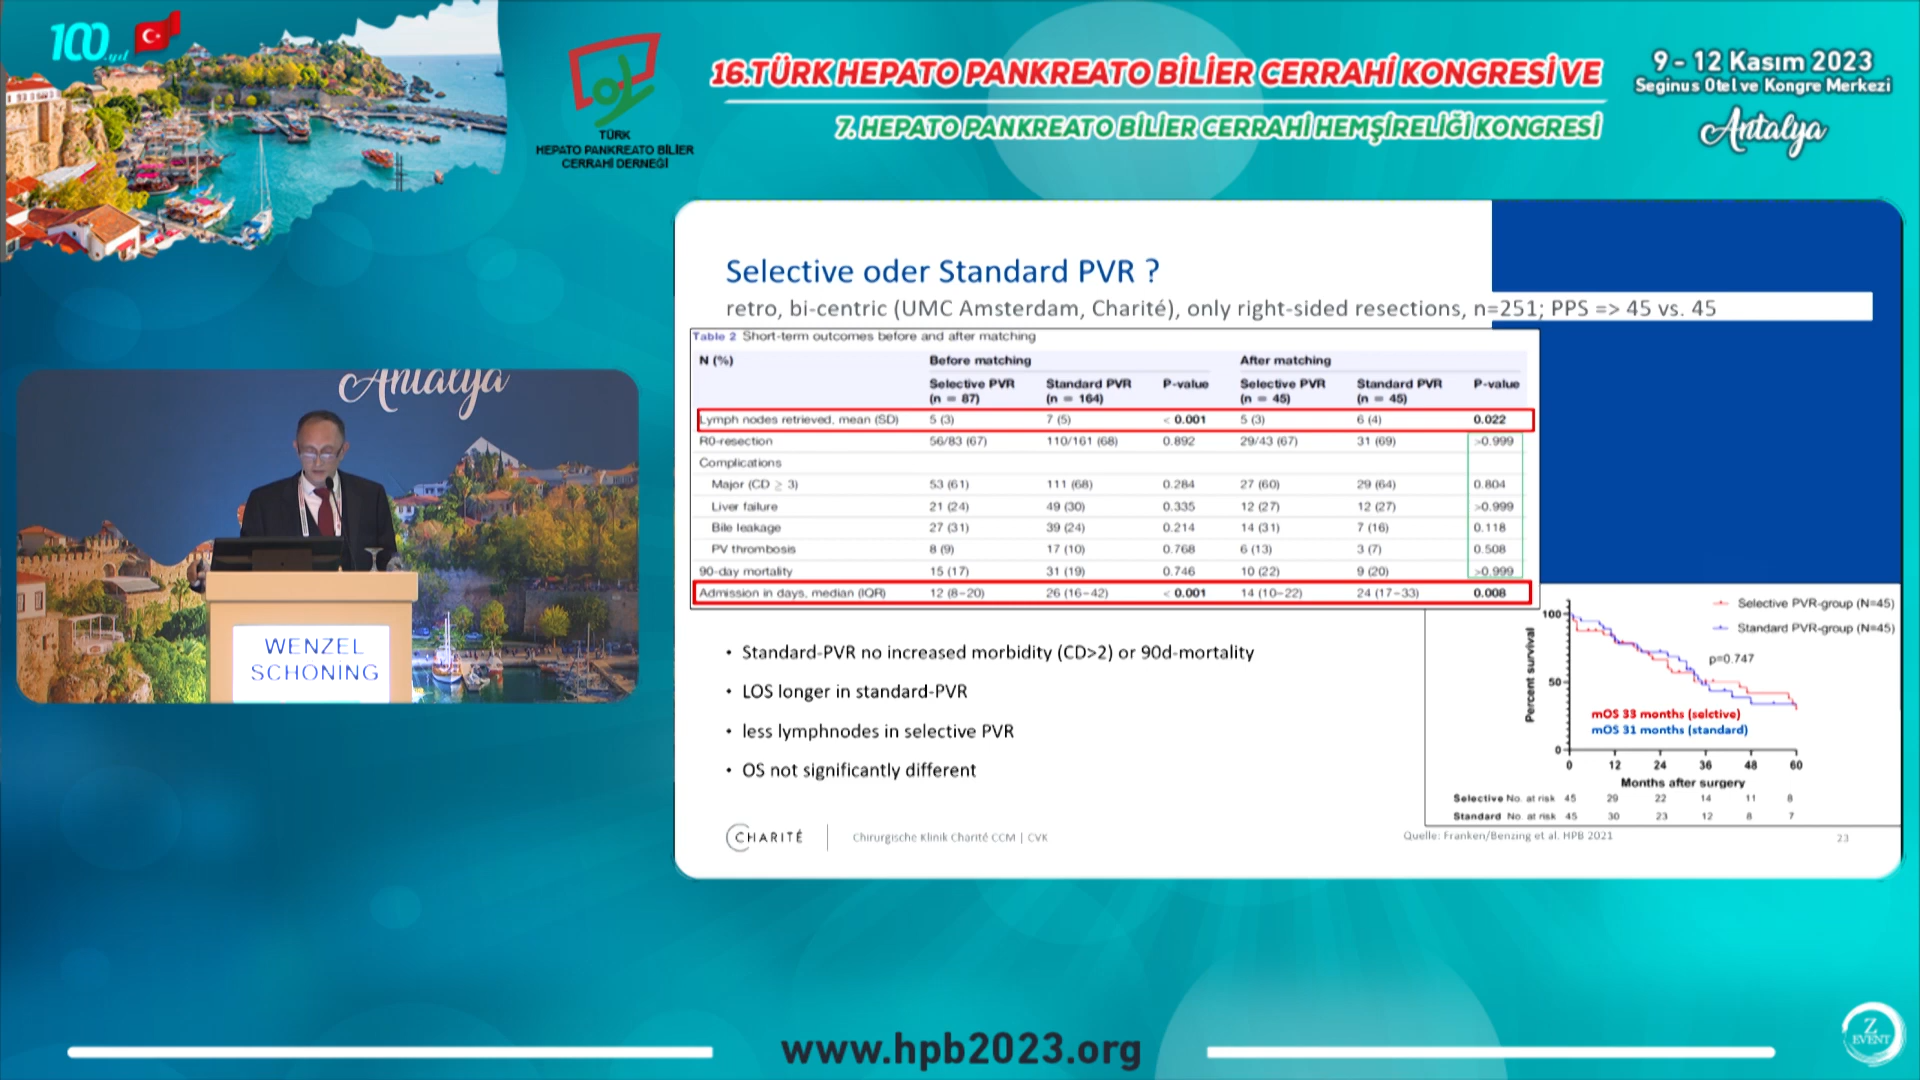 100.yıl
TÜRK
HEPATO PANKREATO BİLİER
CERRAHİ DERNEĞİ
16.TÜRK HEPATO PANKREATO BİLİER CERRAHİ KONGRESİ VE
7. HEPATO PANKREATO BİLİER CERRAHİ HEMŞİRELİĞİ KONGRESİ
9 - 12 Kasım 2023
Seginus Otel ve Kongre Merkezi
Antalya
Antalya
WENZEL
SCHONING
Selective oder Standard PVR ?
retro, bi-centric (UMC Amsterdam, Charité), only right-sided resections, n=251; PPS => 45 vs. 45
Table 2 Short-term outcomes before and after matching
N (%) Before matching After matching
Selective PVR (n = 87) Standard PVR (n = 164) P-value Selective PVR (n = 45) Standard PVR (n = 45) P-value
Lymph nodes retrieved, mean (SD) 5 (3) 7 (5) < 0.001 5 (3) 6 (4) 0.022
R0-resection 56/83 (67) 110/161 (68) 0.892 29/43 (67) 31 (69) >0.999
Complications
Major (CD ≥ 3) 53 (61) 111 (68) 0.284 27 (60) 29 (64) 0.804
Liver failure 21 (24) 49 (30) 0.335 12 (27) 12 (27) >0.999
Bile leakage 27 (31) 39 (24) 0.214 14 (31) 7 (16) 0.118
PV thrombosis 8 (9) 17 (10) 0.768 6 (13) 3 (7) 0.508
90-day mortality 15 (17) 31 (19) 0.746 10 (22) 9 (20) >0.999
Admission in days, median (IQR) 12 (8–20) 26 (16–42) < 0.001 14 (10–22) 24 (17–33) 0.008
• Standard-PVR no increased morbidity (CD>2) or 90d-mortality
• LOS longer in standard-PVR
• less lymphnodes in selective PVR
• OS not significantly different
Selective PVR-group (N=45)
Standard PVR-group (N=45)
p=0.747
Percent survival
100
50
0
mOS 33 months (selctive)
mOS 31 months (standard)
0 12 24 36 48 60
Months after surgery
Selective No. at risk 45 29 22 14 11 8
Standard No. at risk 45 30 23 12 8 7
CHARITÉ
Chirurgische Klinik Charité CCM | CVK
Quelle: Franken/Benzing et al. HPB 2021
23
www.hpb2023.org
Z
EVENT